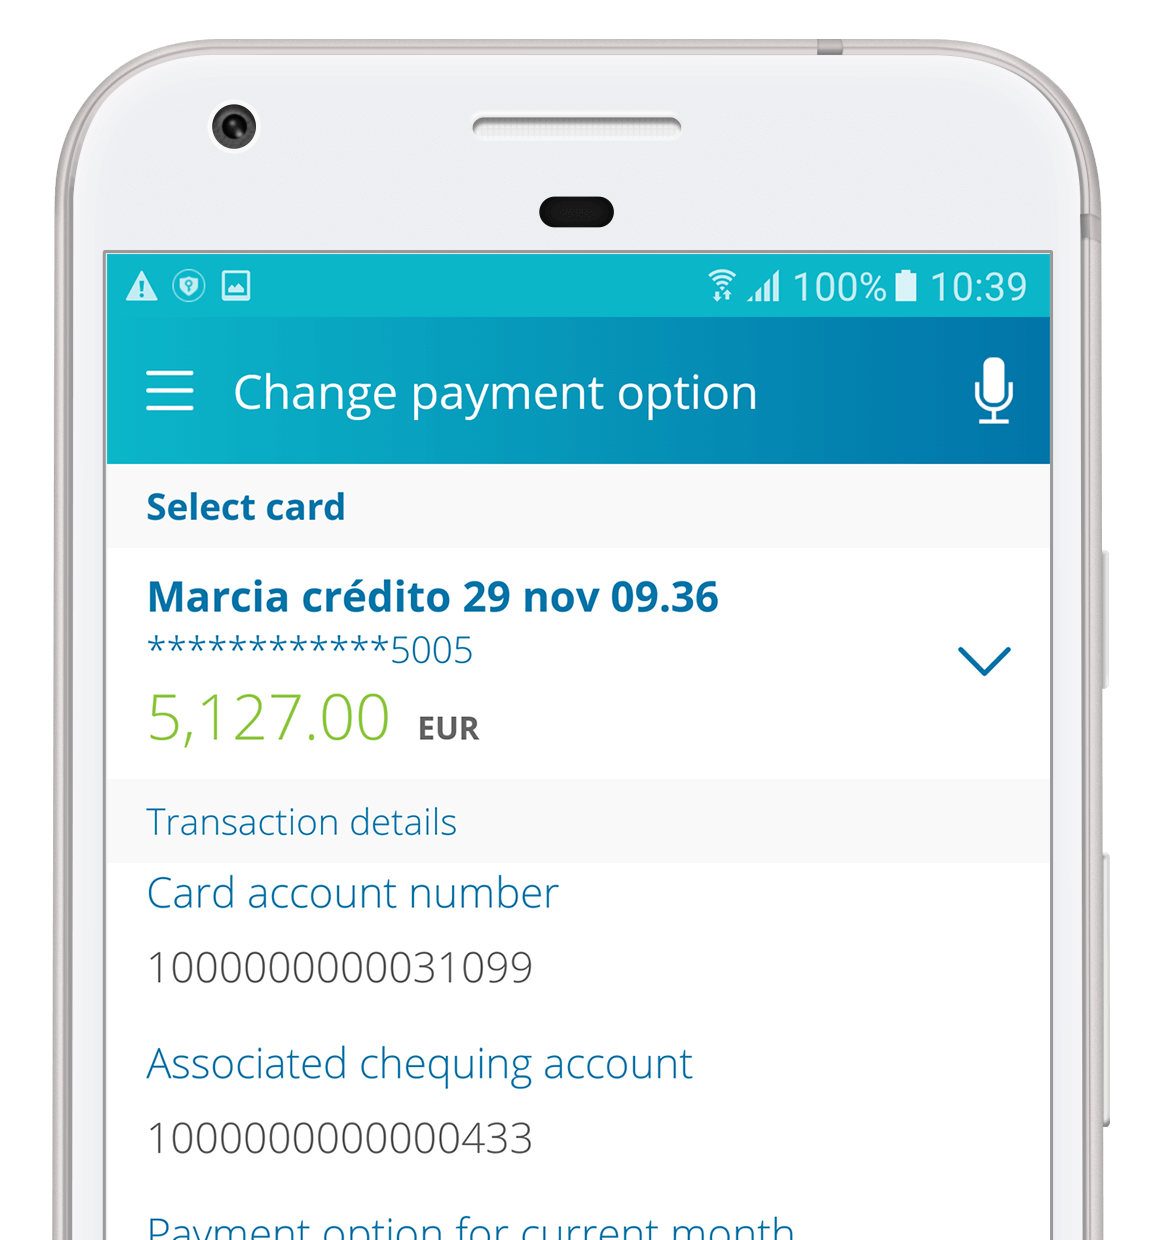 100% 10:39
Change payment option
Select card
Marcia crédito 29 nov 09.36
************5005
5,127.00 EUR
Transaction details
Card account number
1000000000031099
Associated chequing account
1000000000000433
Payment option for current month